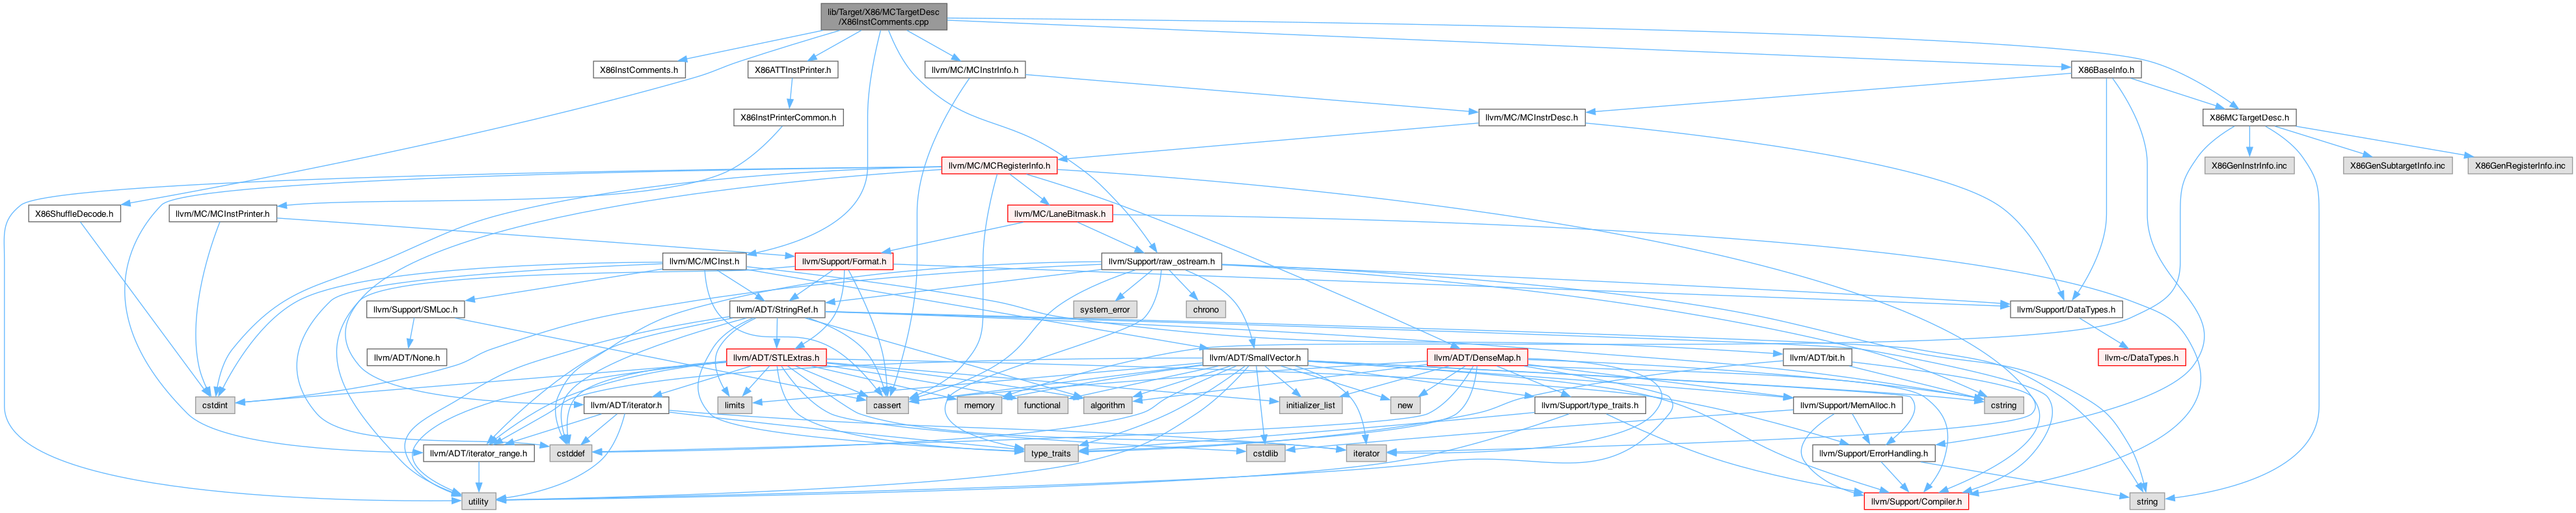 lib/Target/X86/MCTargetDesc
/X86InstComments.cpp
X86InstComments.h
X86ATTInstPrinter.h
llvm/MC/MCInstrInfo.h
X86BaseInfo.h
X86InstPrinterCommon.h
llvm/MC/MCInstrDesc.h
X86MCTargetDesc.h
llvm/MC/MCRegisterInfo.h
X86GenInstrInfo.inc
X86GenSubtargetInfo.inc
X86GenRegisterInfo.inc
X86ShuffleDecode.h
llvm/MC/MCInstPrinter.h
llvm/MC/LaneBitmask.h
llvm/MC/MCInst.h
llvm/Support/Format.h
llvm/Support/raw_ostream.h
llvm/Support/SMLoc.h
llvm/ADT/StringRef.h
system_error
chrono
llvm/Support/DataTypes.h
llvm/ADT/None.h
llvm/ADT/STLExtras.h
llvm/ADT/SmallVector.h
llvm/ADT/DenseMap.h
llvm/ADT/bit.h
llvm-c/DataTypes.h
cstdint
llvm/ADT/iterator.h
limits
cassert
memory
functional
algorithm
initializer_list
new
llvm/Support/type_traits.h
llvm/Support/MemAlloc.h
cstring
llvm/ADT/iterator_range.h
cstddef
type_traits
cstdlib
iterator
llvm/Support/ErrorHandling.h
utility
llvm/Support/Compiler.h
string